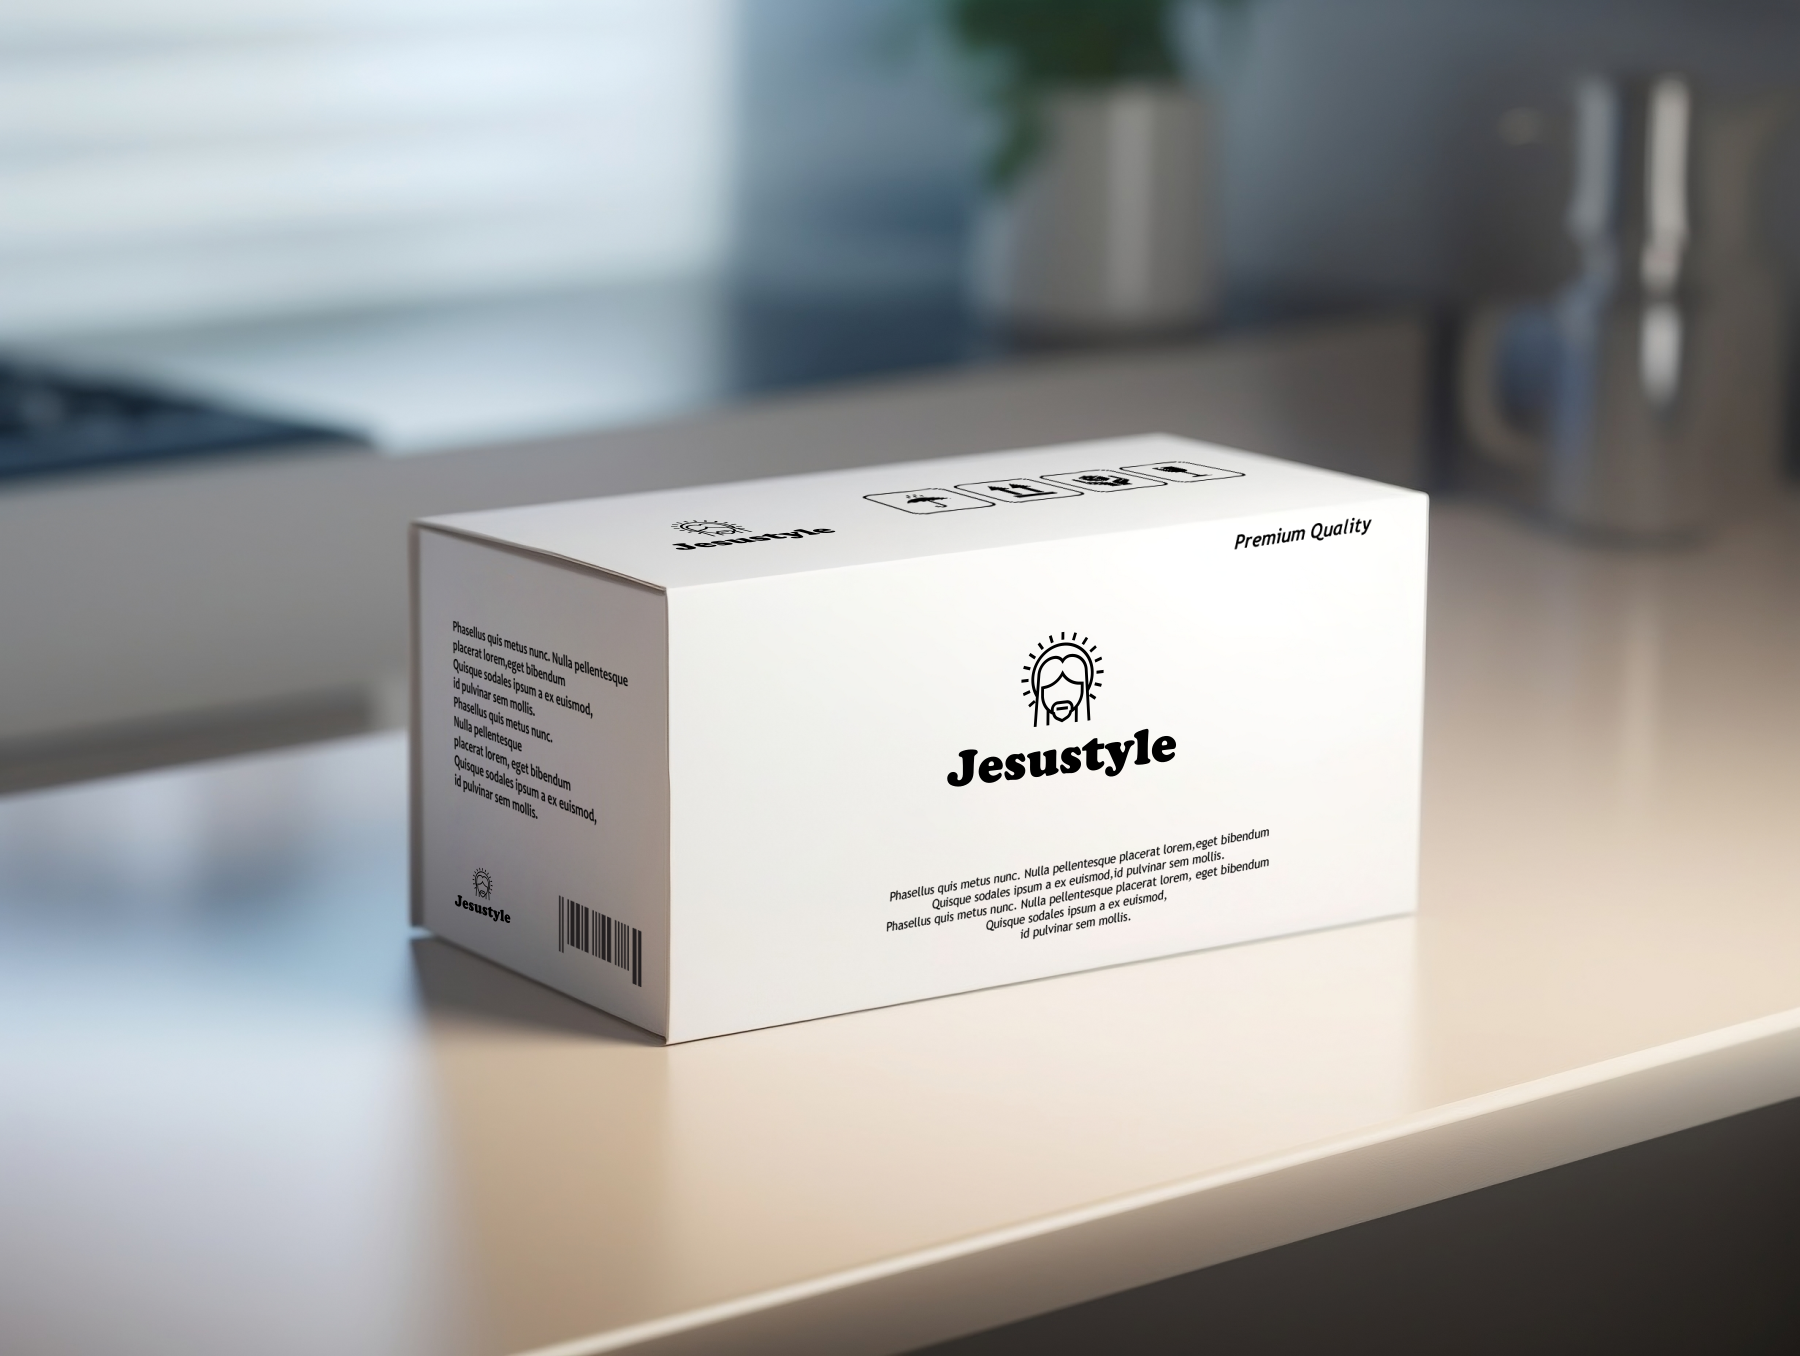 Jesustyle
Premium Quality
Jesustyle
Phasellus quis metus nunc. Nulla pellentesque placerat lorem,eget bibendum
Quisque sodales ipsum a ex euismod,id pulvinar sem mollis.
Phasellus quis metus nunc. Nulla pellentesque placerat lorem, eget bibendum
Quisque sodales ipsum a ex euismod,
id pulvinar sem mollis.
Phasellus quis metus nunc. Nulla pellentesque
placerat lorem,eget bibendum
Quisque sodales ipsum a ex euismod,
id pulvinar sem mollis.
Phasellus quis metus nunc.
Nulla pellentesque
placerat lorem, eget bibendum
Quisque sodales ipsum a ex euismod,
id pulvinar sem mollis.
Jesustyle